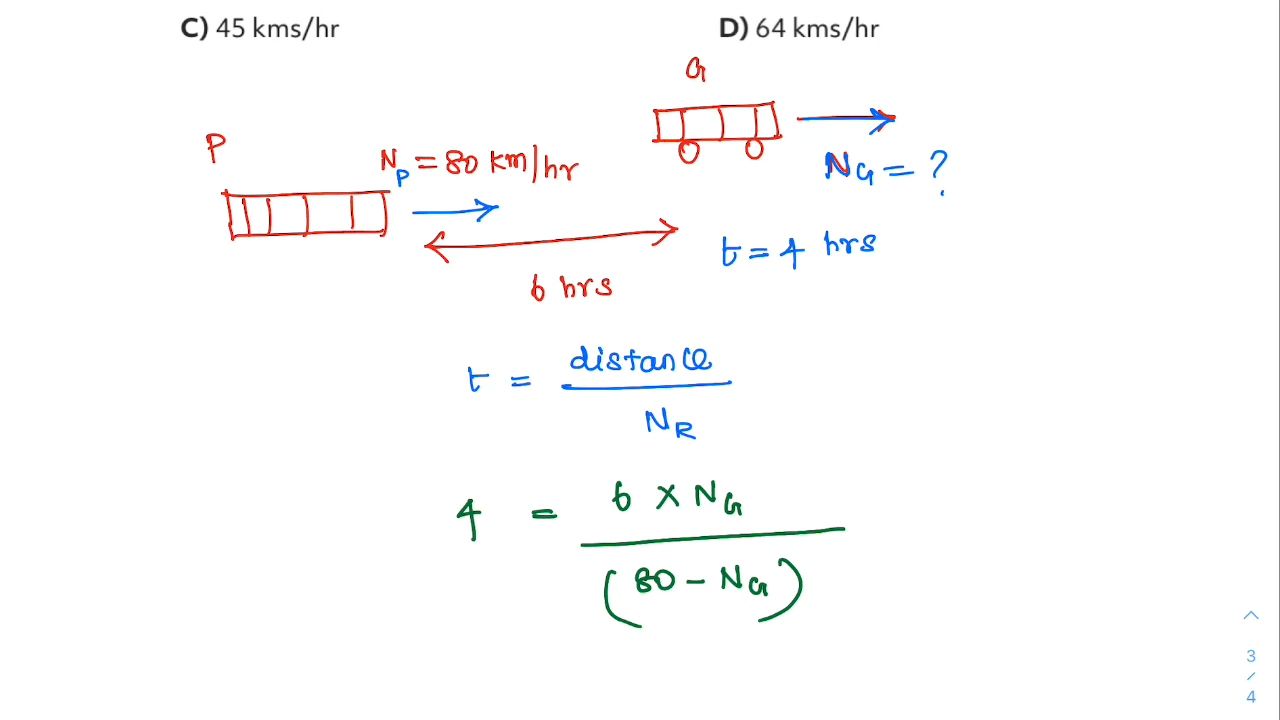 C) 45 kms/hr
D) 64 kms/hr
G
P
N_P = 80 km/hr
N_G = ?
t = 4 hrs
6 hrs
t = distance / N_R
4 = 6 × N_G / (80 - N_G)
3
/
4